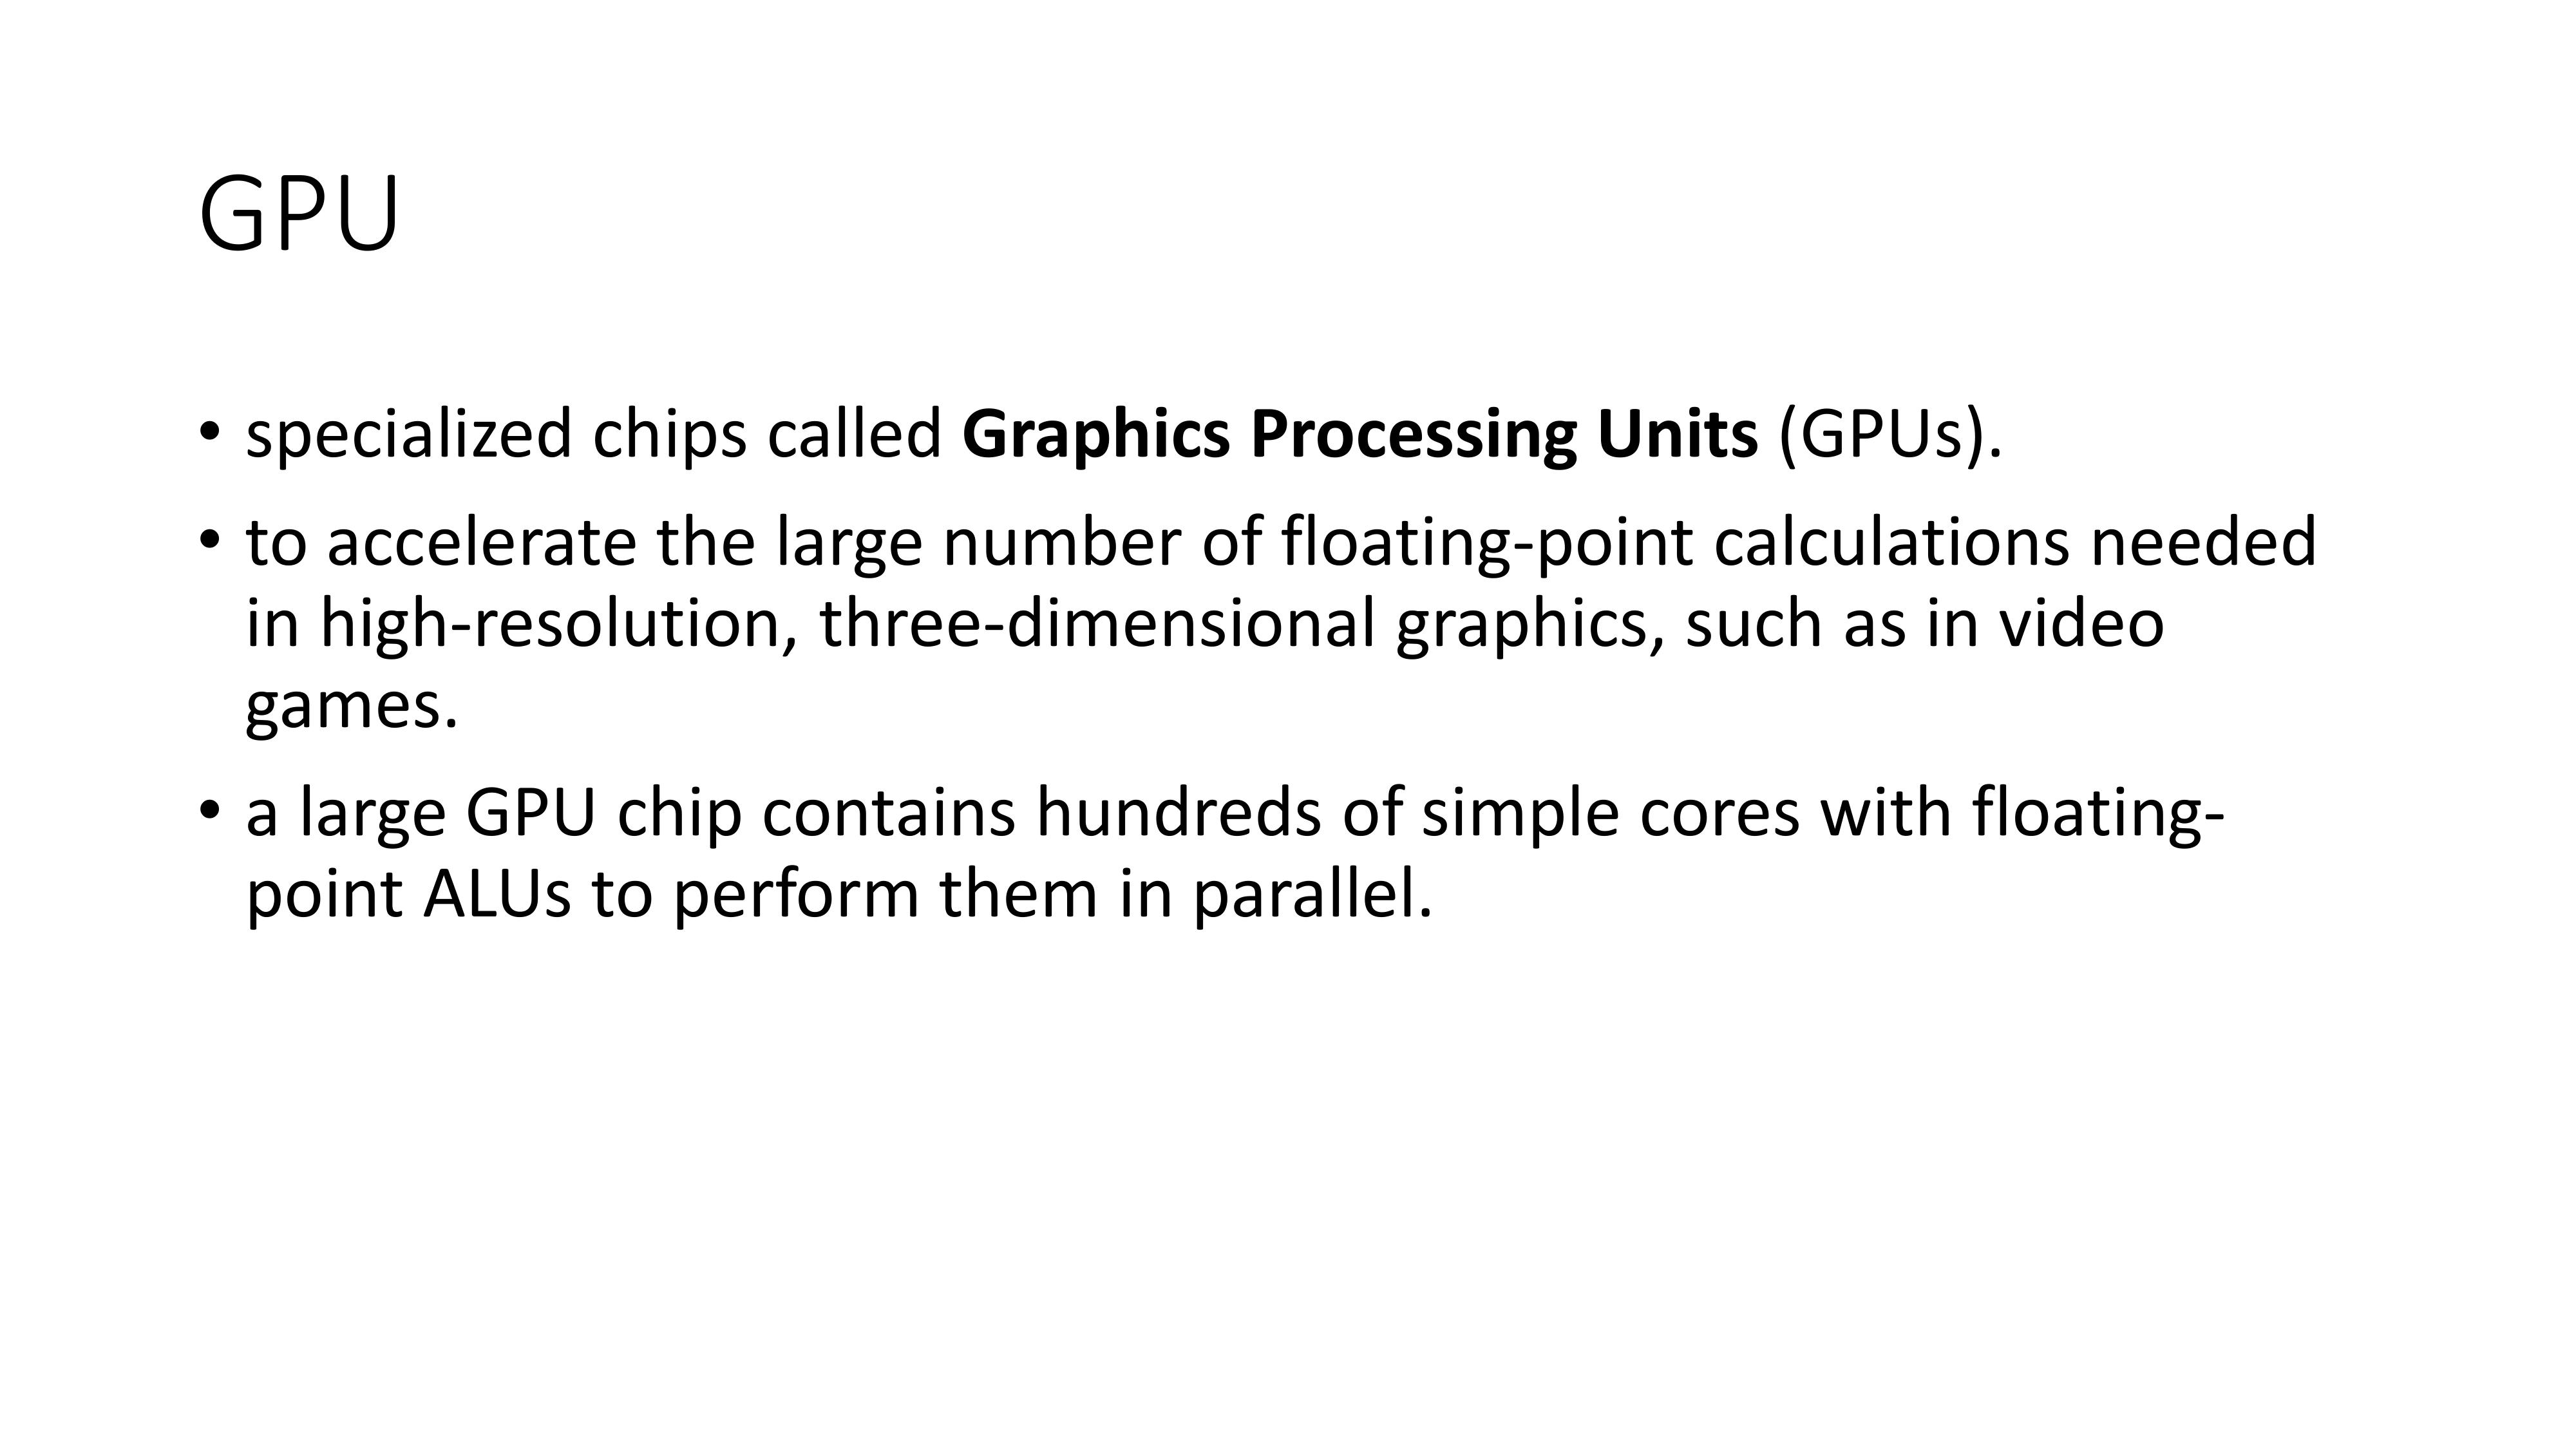 GPU
• specialized chips called Graphics Processing Units (GPUs).
• to accelerate the large number of floating-point calculations needed
in high-resolution, three-dimensional graphics, such as in video
games.
• a large GPU chip contains hundreds of simple cores with floating-
point ALUs to perform them in parallel.